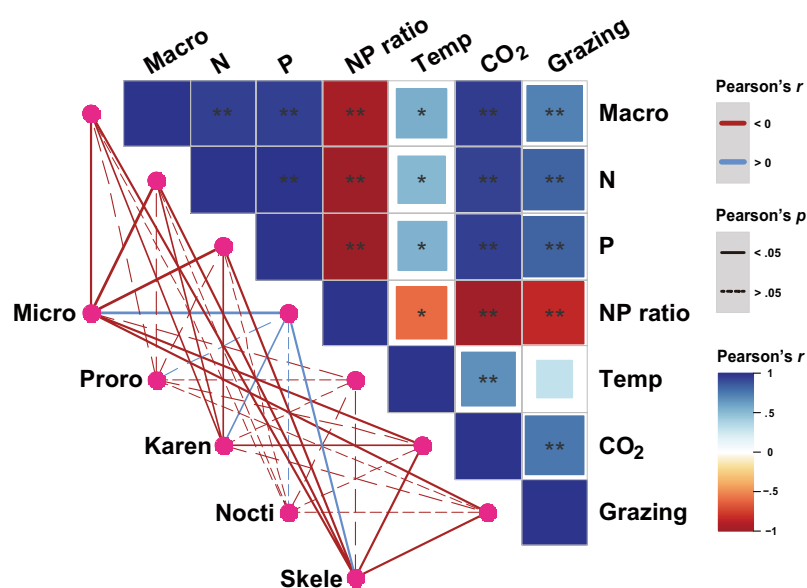 Macro N P NP ratio Temp CO₂ Grazing
** ** ** * ** ** Macro
** ** * ** ** N
** * ** ** P
* ** ** NP ratio
** Temp
** CO₂
Grazing
Micro
Proro
Karen
Nocti
Skele
Pearson's r
< 0
> 0
Pearson's p
< .05
> .05
Pearson's r
1
.5
0
−.5
−1